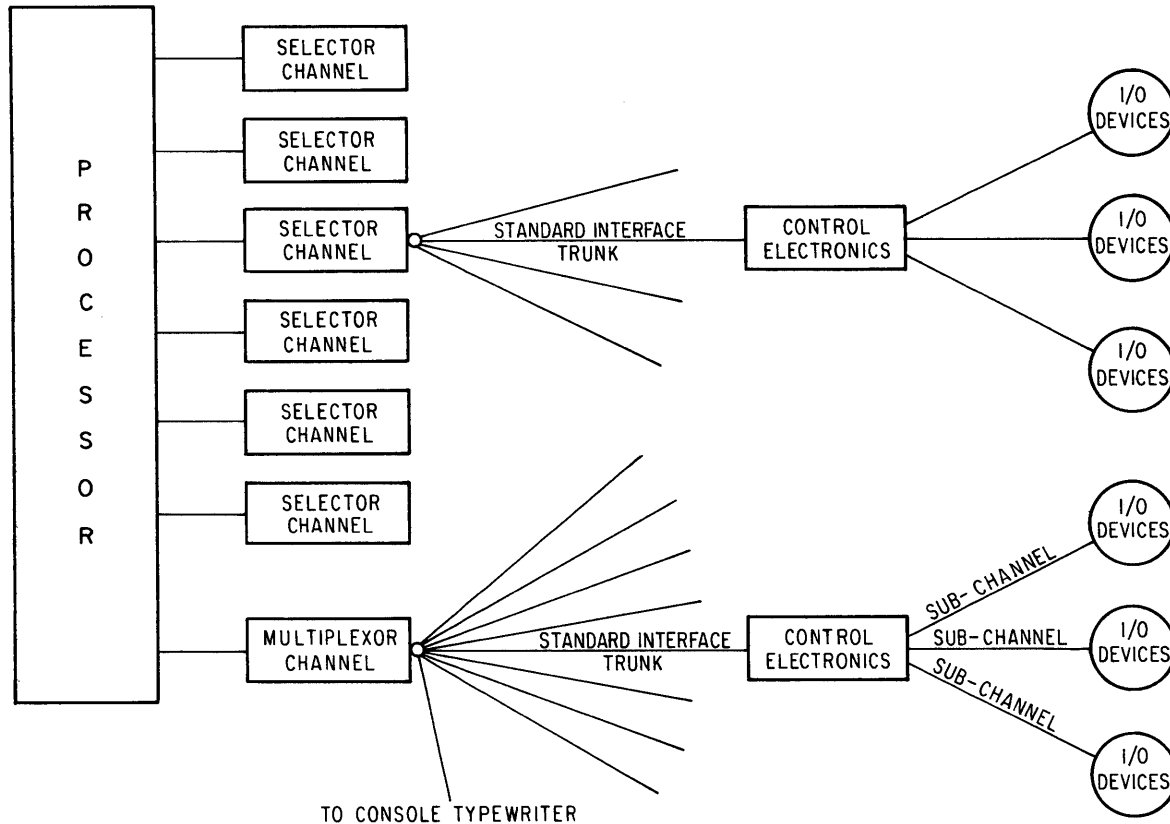 PROCESSOR
SELECTOR
CHANNEL
SELECTOR
CHANNEL
SELECTOR
CHANNEL
SELECTOR
CHANNEL
SELECTOR
CHANNEL
SELECTOR
CHANNEL
MULTIPLEXOR
CHANNEL
STANDARD INTERFACE
TRUNK
CONTROL
ELECTRONICS
I/O
DEVICES
I/O
DEVICES
I/O
DEVICES
STANDARD INTERFACE
TRUNK
CONTROL
ELECTRONICS
SUB-CHANNEL
SUB-CHANNEL
SUB-CHANNEL
I/O
DEVICES
I/O
DEVICES
I/O
DEVICES
TO CONSOLE TYPEWRITER